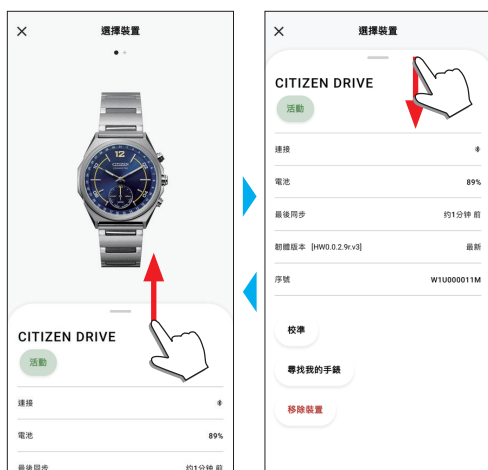 選擇裝置
CITIZEN DRIVE
活動
連接
電池 89%
最後同步 约1分钟 前
選擇裝置
CITIZEN DRIVE
活動
連接
電池 89%
最後同步 约1分钟 前
韌體版本 [HW0.0.2.9r.v3] 最新
序號 W1U000011M
校準
尋找我的手錶
移除裝置